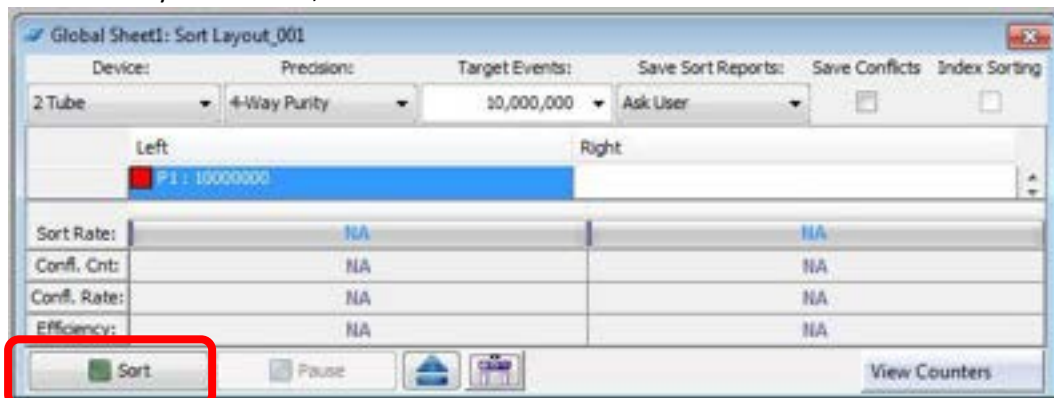 Global Sheet1: Sort Layout_001
Device: Precision: Target Events: Save Sort Reports: Save Conflicts Index Sorting
2 Tube 4-Way Purity 10,000,000 Ask User
Left Right
P1 : 10000000
Sort Rate: NA NA
Confl. Cnt: NA NA
Confl. Rate: NA NA
Efficiency: NA NA
Sort Pause View Counters